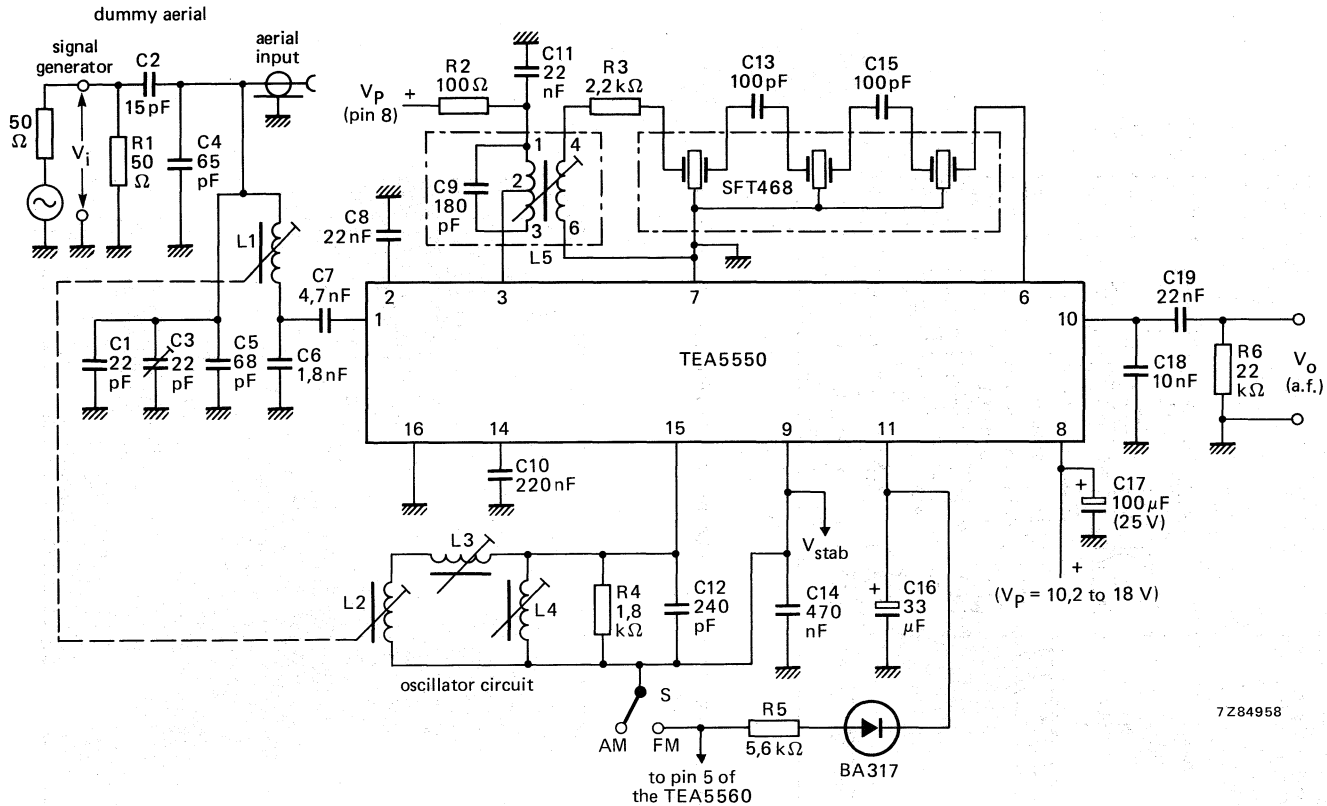 dummy aerial
signal
generator
C2
15 pF
aerial
input
50
Ω
Vi
R1
50
Ω
C4
65
pF
L1
C7
4,7 nF
C1
22
pF
C3
22
pF
C5
68
pF
C6
1,8 nF
VP
(pin 8)
+
R2
100 Ω
C11
22
nF
R3
2,2 kΩ
C13
100 pF
C15
100 pF
C8
22 nF
C9
180
pF
1
2
3
4
6
L5
SFT468
2
3
7
6
1
10
TEA5550
16
14
15
9
11
8
C19
22 nF
C18
10 nF
R6
22
kΩ
Vo
(a.f.)
C10
220 nF
L2
L3
L4
R4
1,8
kΩ
C12
240
pF
Vstab
C14
470
nF
+
C16
33
µF
+
C17
100 µF
(25 V)
+
(VP = 10,2 to 18 V)
oscillator circuit
S
AM
FM
R5
5,6 kΩ
BA317
to pin 5 of
the TEA5560
7Z84958